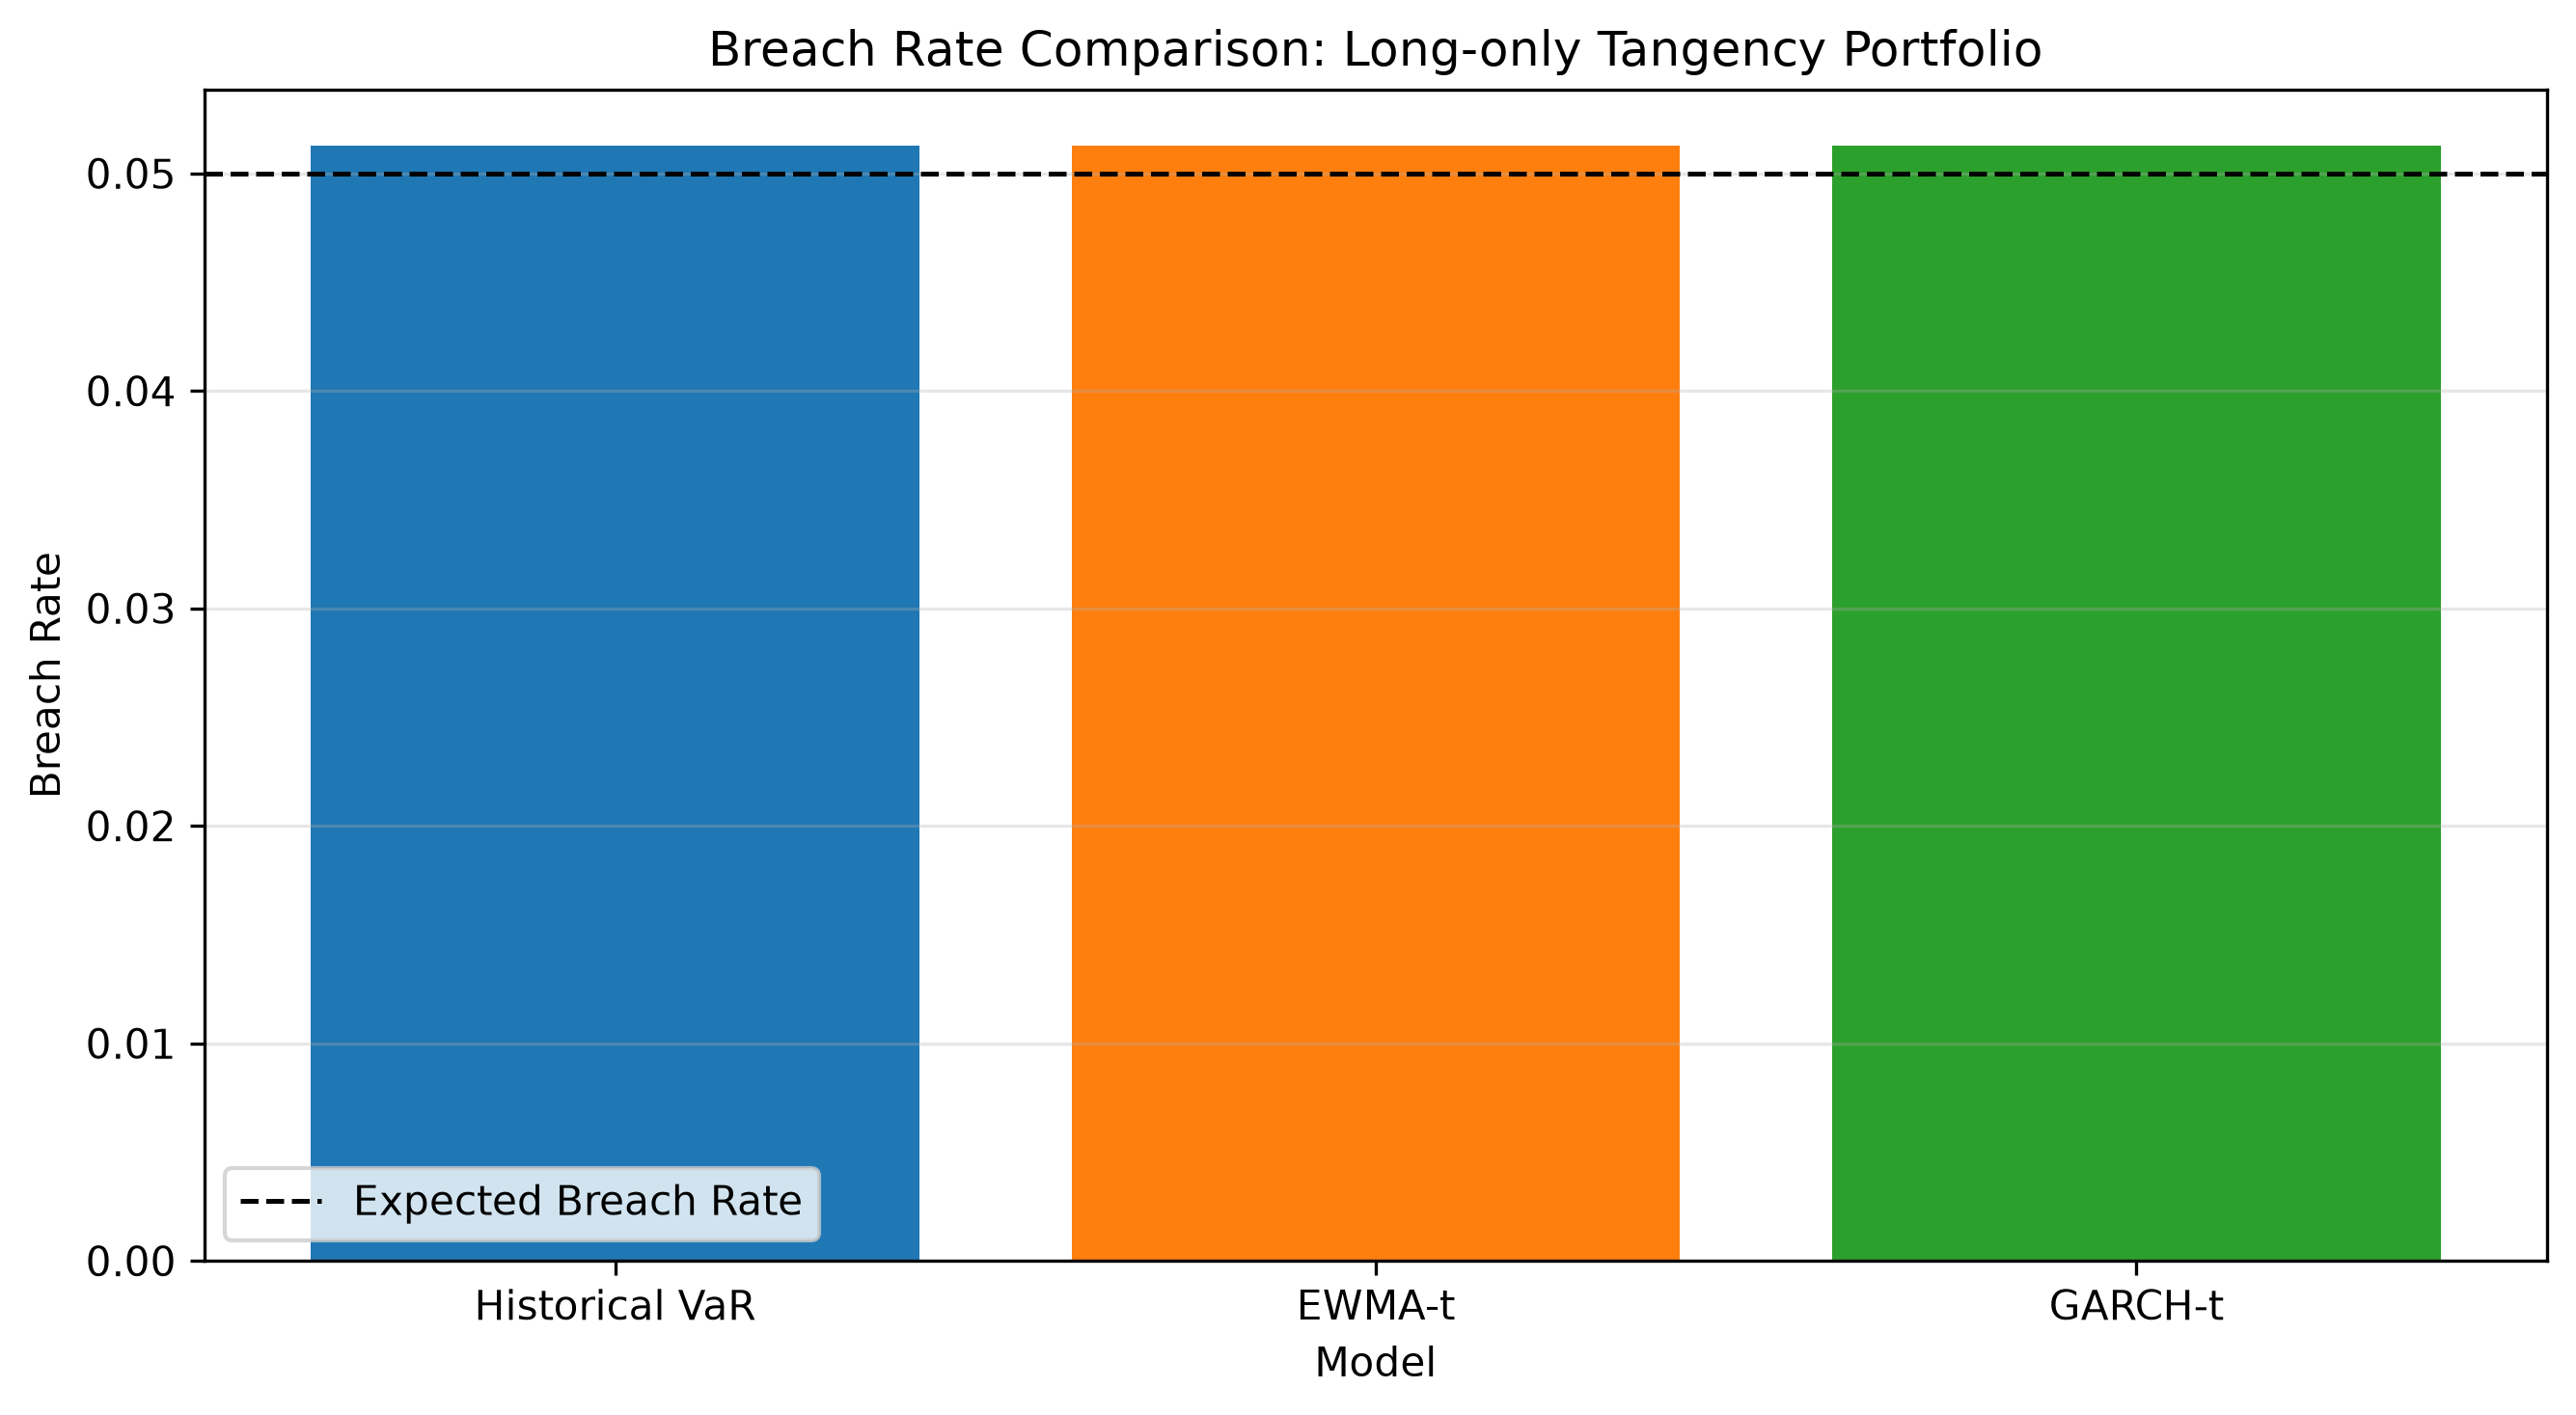 Breach Rate Comparison: Long-only Tangency Portfolio
Breach Rate
0.05
0.04
0.03
0.02
0.01
0.00
Expected Breach Rate
Historical VaR
EWMA-t
GARCH-t
Model